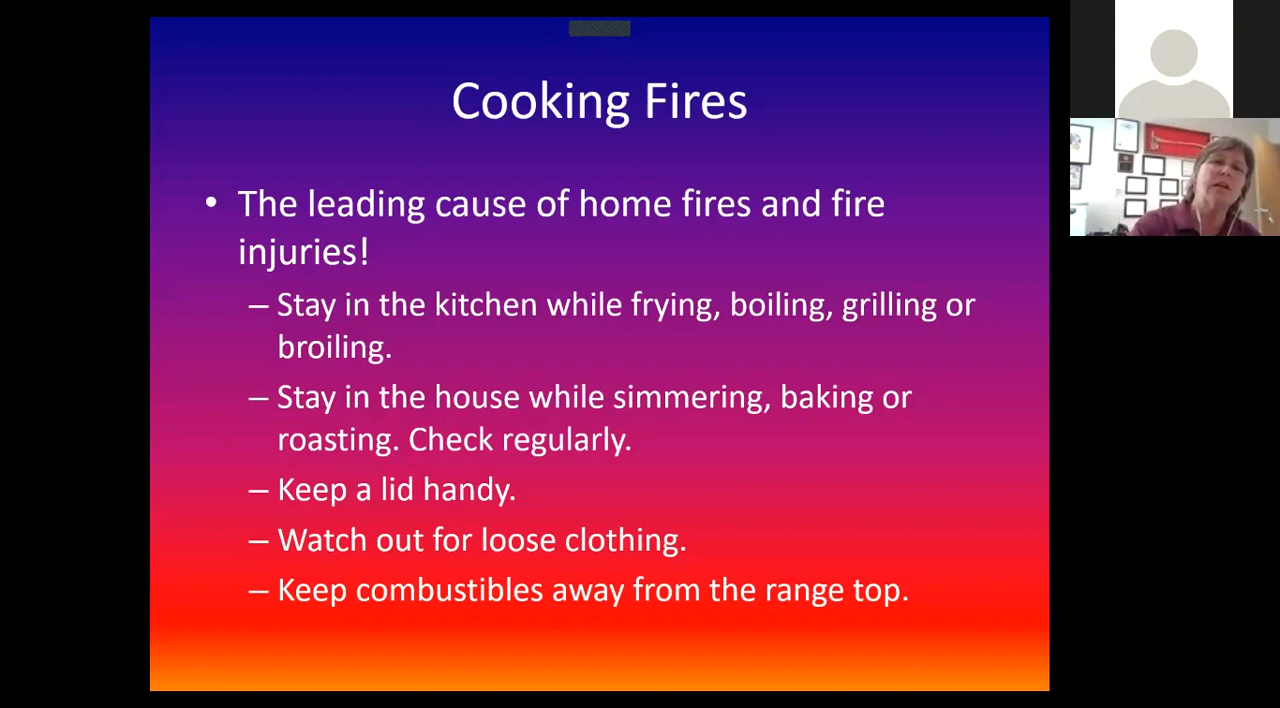 Cooking Fires
• The leading cause of home fires and fire
injuries!
– Stay in the kitchen while frying, boiling, grilling or
broiling.
– Stay in the house while simmering, baking or
roasting. Check regularly.
– Keep a lid handy.
– Watch out for loose clothing.
– Keep combustibles away from the range top.